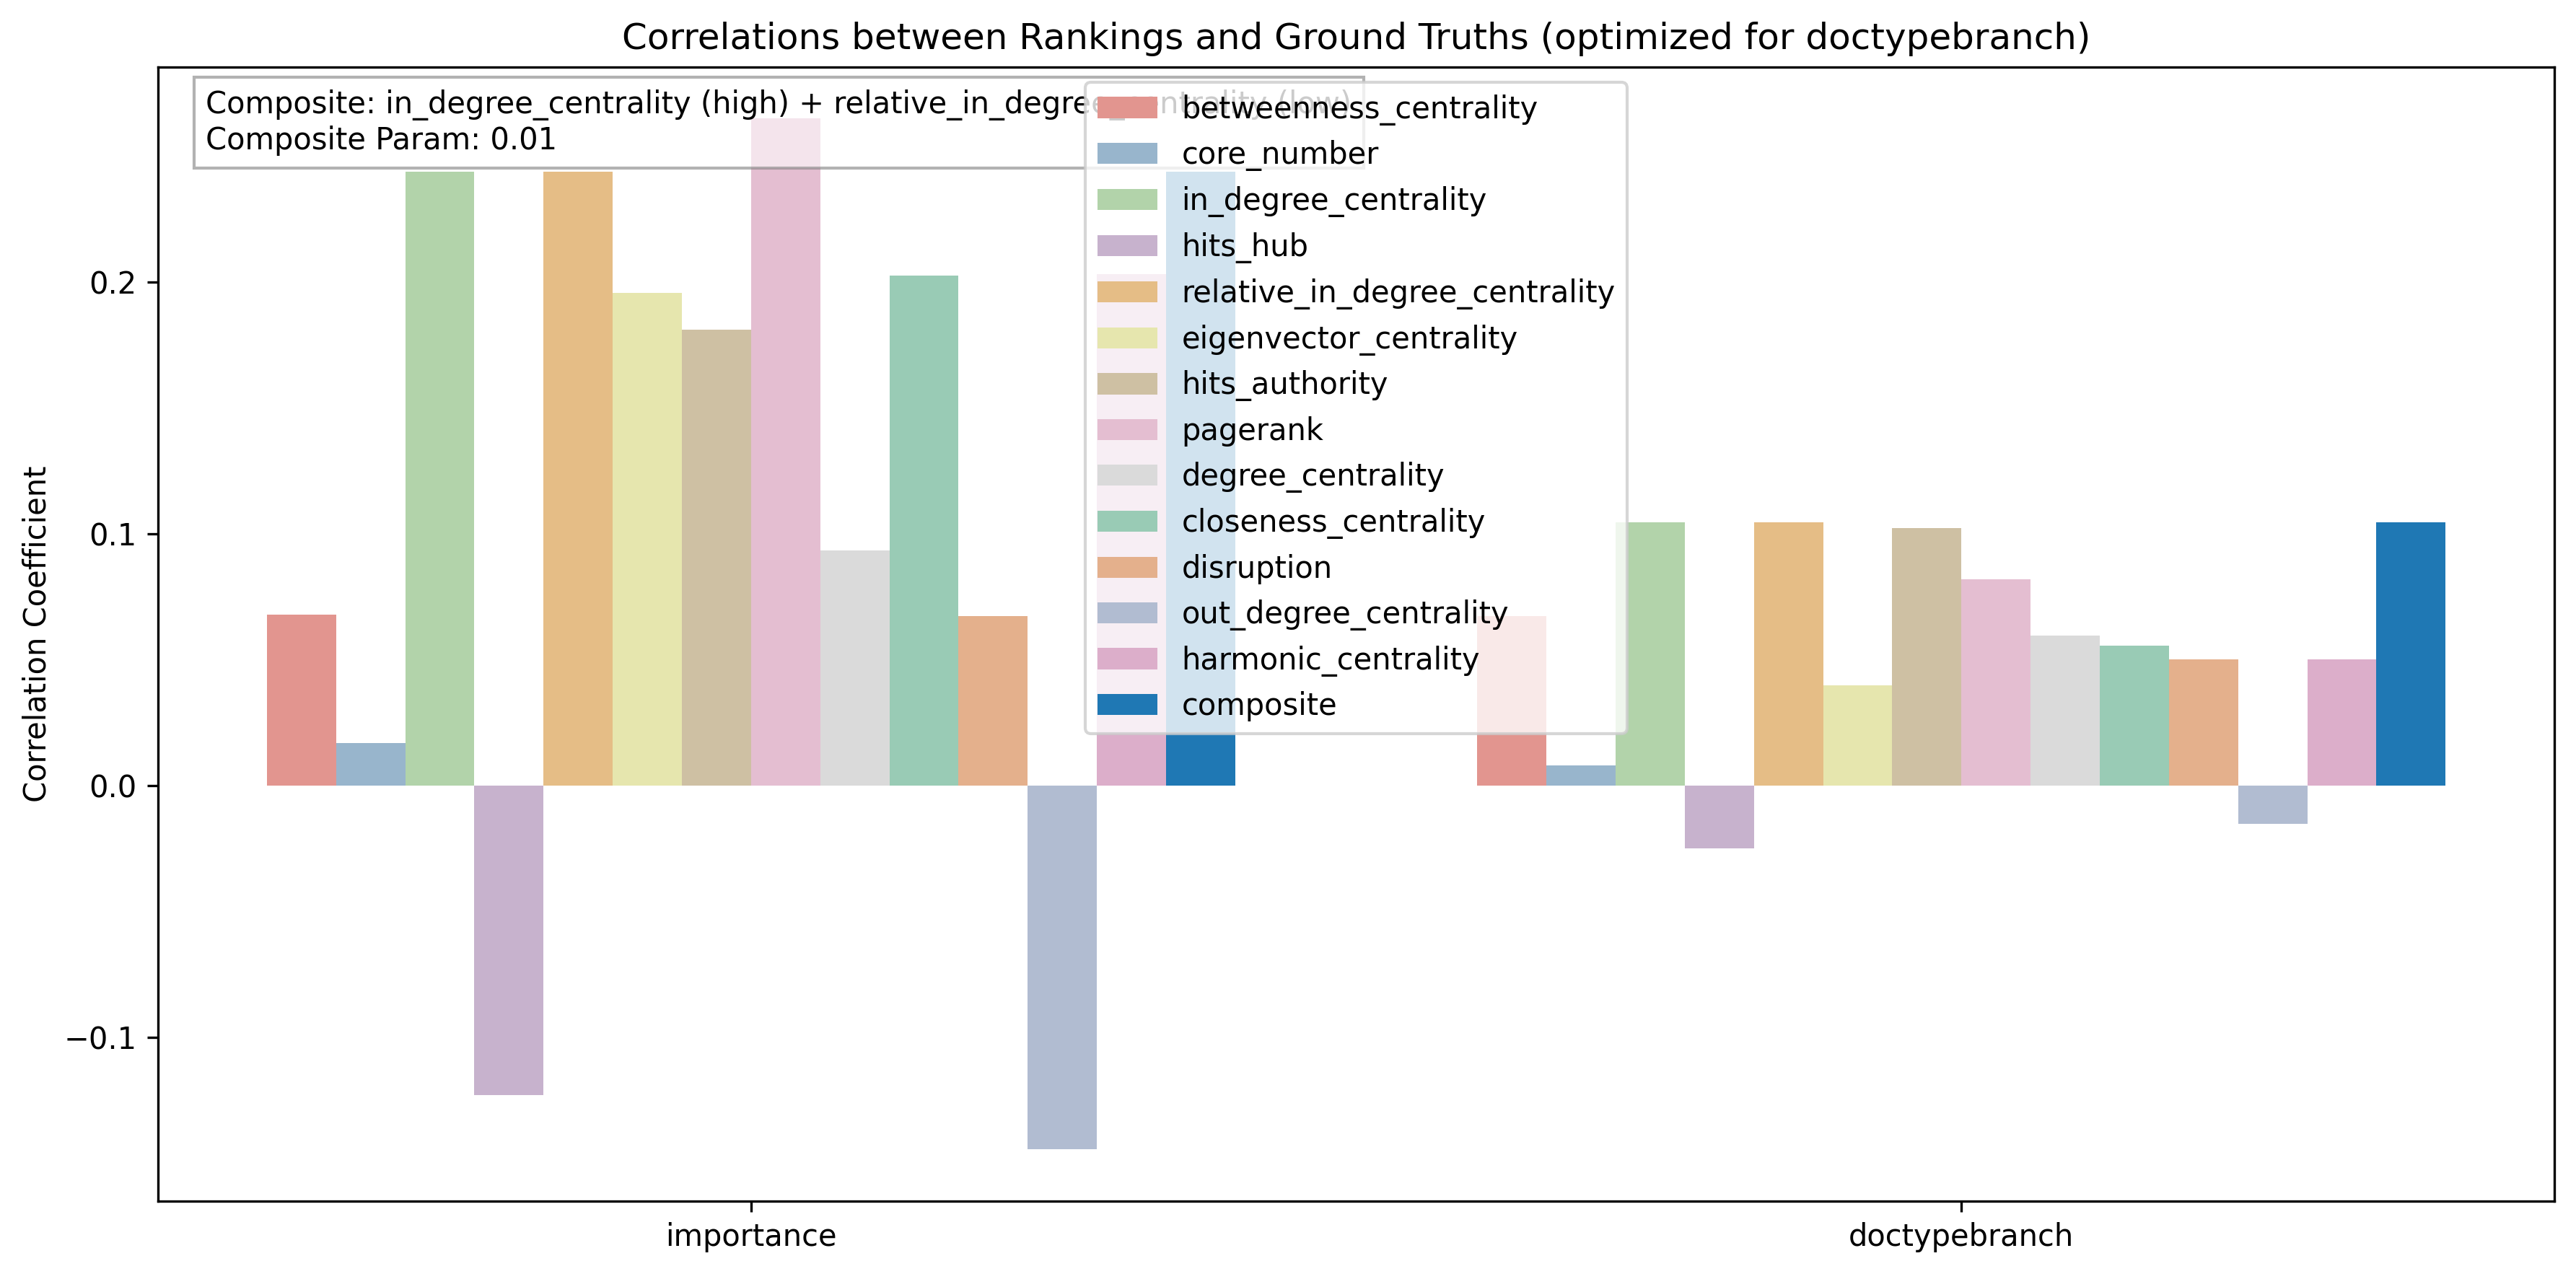 Correlations between Rankings and Ground Truths (optimized for doctypebranch)
Composite: in_degree_centrality (high) + relative_in_degree_centrality (low)
Composite Param: 0.01
betweenness_centrality
core_number
in_degree_centrality
hits_hub
relative_in_degree_centrality
eigenvector_centrality
hits_authority
pagerank
degree_centrality
closeness_centrality
disruption
out_degree_centrality
harmonic_centrality
composite
Correlation Coefficient
0.2
0.1
0.0
−0.1
importance
doctypebranch